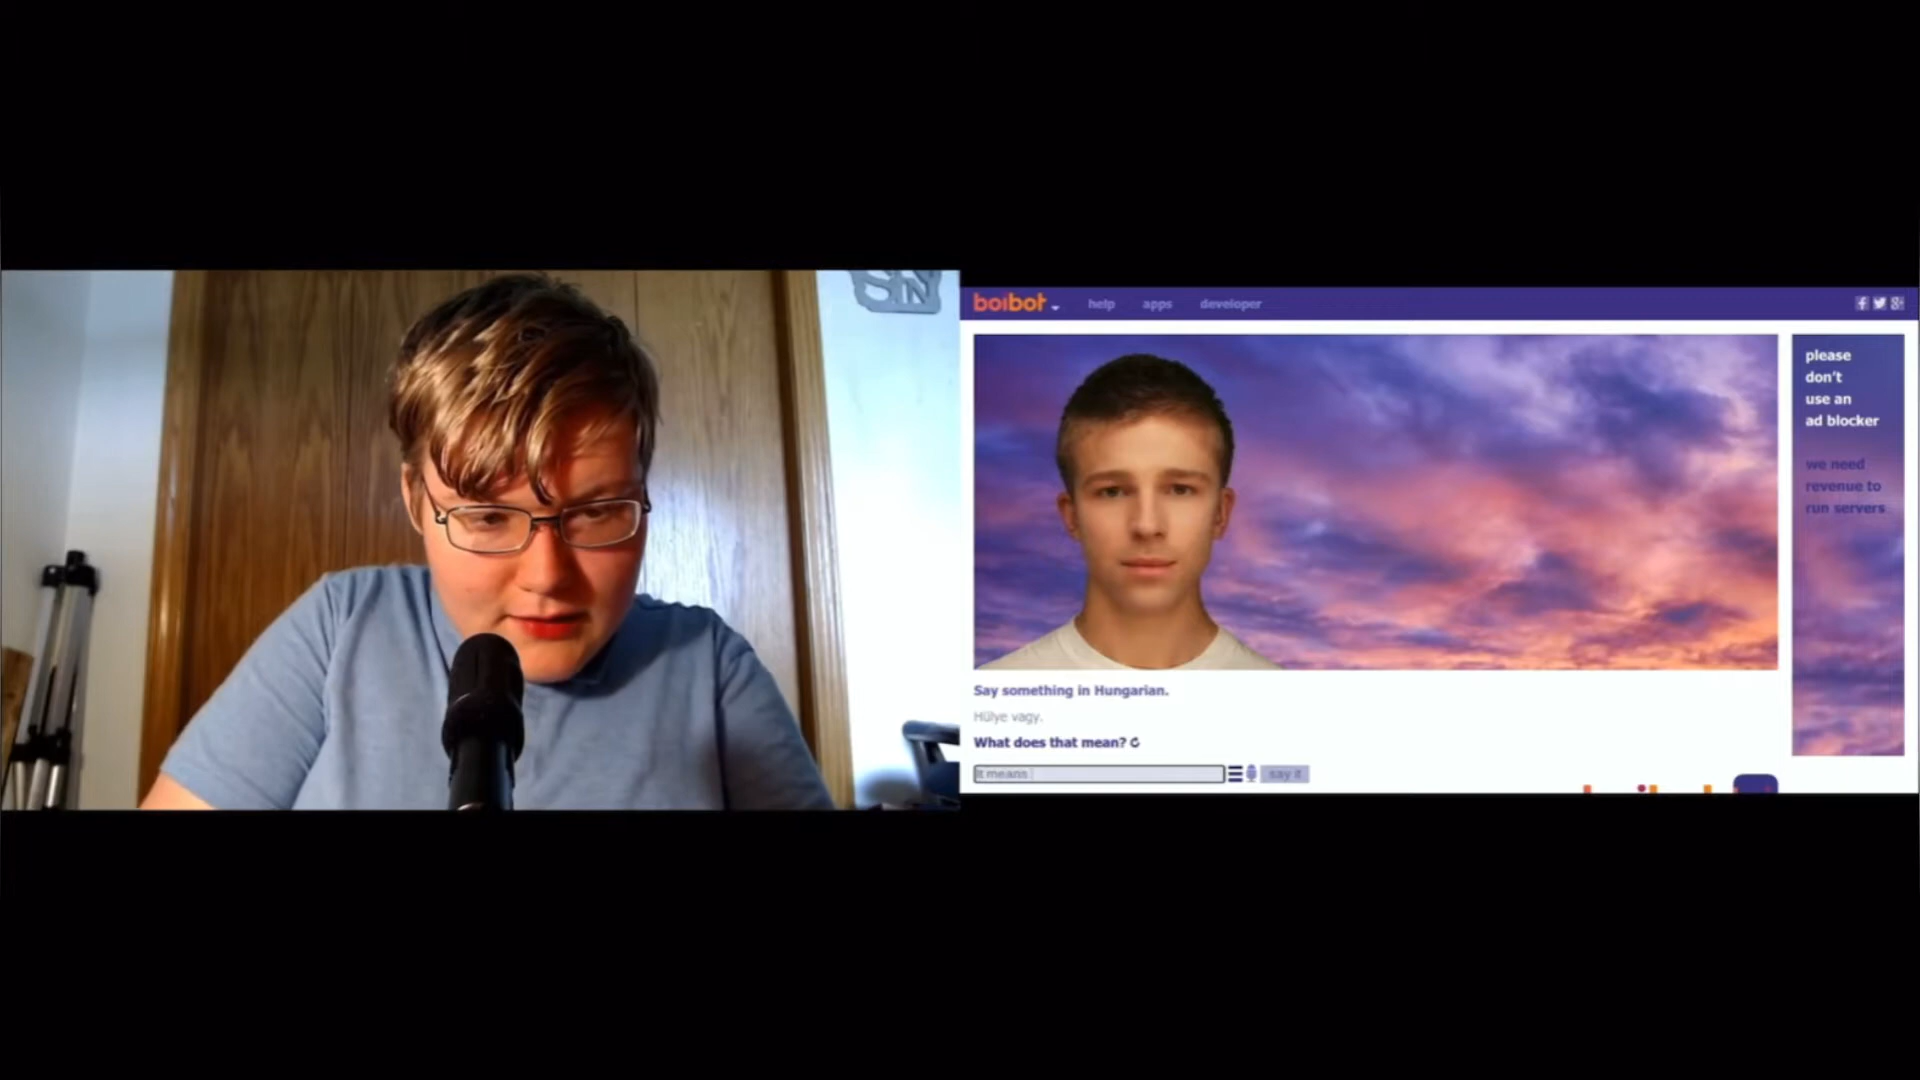 boibot
help
apps
developer
please
don't
use an
ad blocker
we need
revenue to
run servers
Say something in Hungarian.
Hülye vagy.
What does that mean?
It means
say it